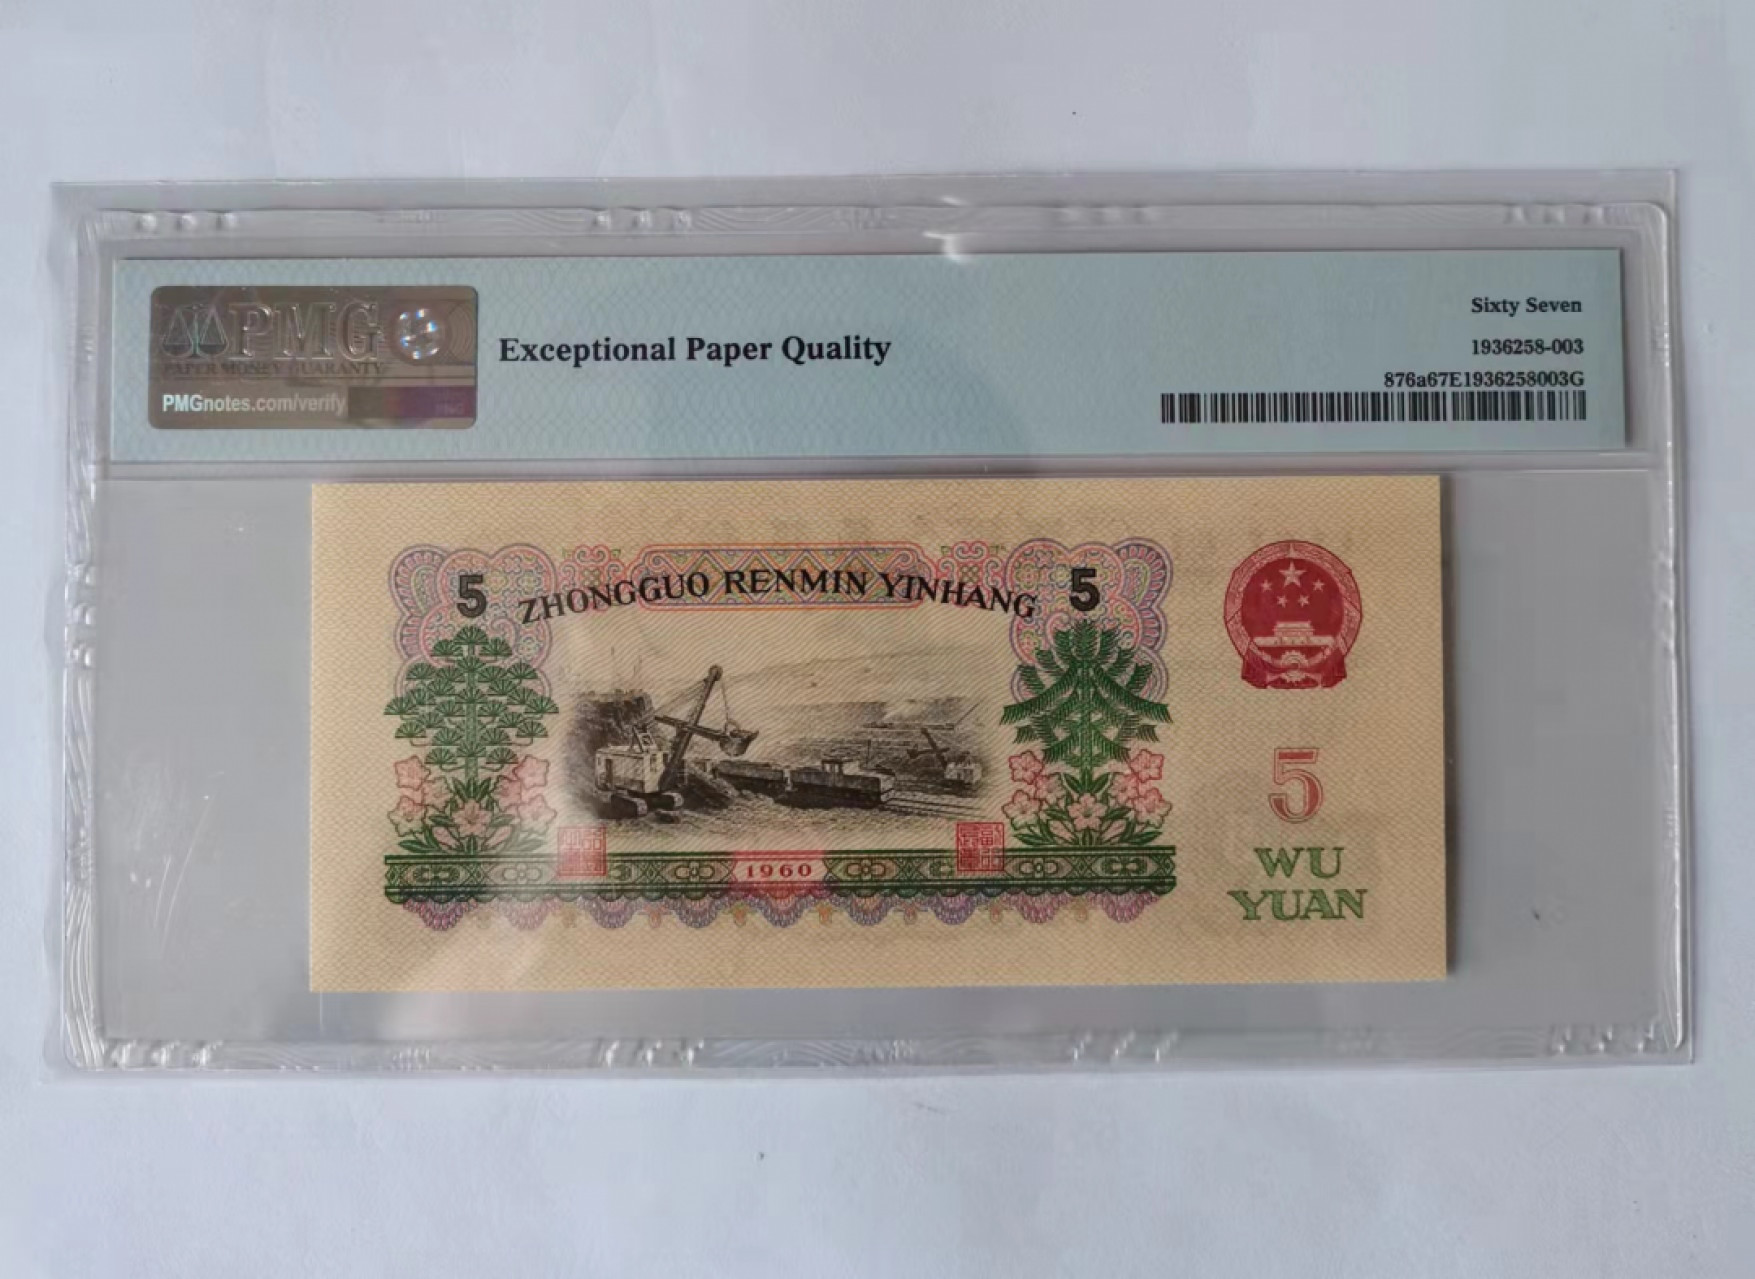 PMG
PAPER MONEY GUARANTY
PMGnotes.com/verify
Exceptional Paper Quality
Sixty Seven
1936258-003
876a67E1936258003G
5
ZHONGGUO RENMIN YINHANG
5
5
WU
YUAN
1960